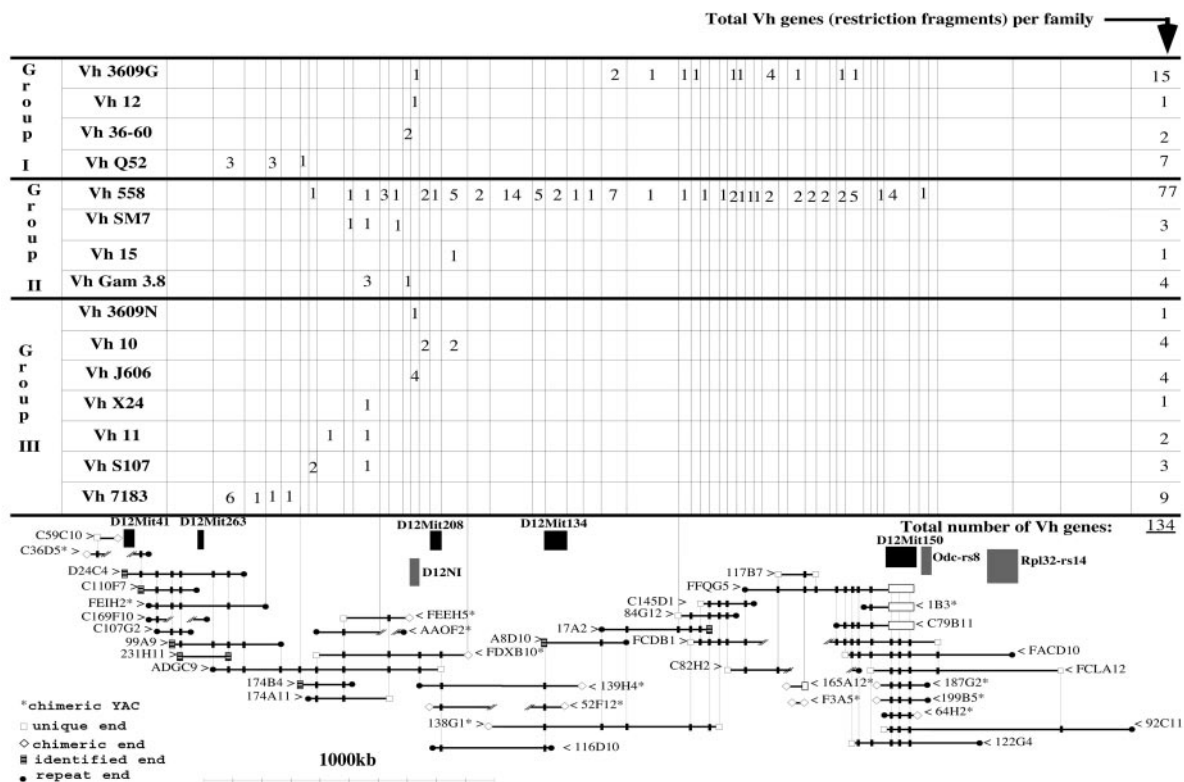 Total Vh genes (restriction fragments) per family
Group I
Vh 3609G 1 2 1 1 1 1 1 4 1 1 1 15
Vh 12 1 1
Vh 36-60 2 2
Vh Q52 3 3 1 7
Group II
Vh 558 1 1 1 3 1 2 1 5 2 14 5 2 1 1 7 1 1 1 1 2 1 1 1 2 2 2 2 2 5 1 4 1 77
Vh SM7 1 1 1 3
Vh 15 1 1
Vh Gam 3.8 3 1 4
Group III
Vh 3609N 1 1
Vh 10 2 2 4
Vh J606 4 4
Vh X24 1 1
Vh 11 1 1 2
Vh S107 2 1 3
Vh 7183 6 1 1 1 9
Total number of Vh genes: 134
D12Mit41 D12Mit263 D12Mit208 D12Mit134 D12Mit150
D12NI Odc-rs8 Rpl32-rs14
C59C10 >
C36D5* >
D24C4 >
C110F7 >
FEIH2* >
C169F10 >
C107G2 >
99A9 >
231H11 >
ADGC9 >
174B4 >
174A11 >
< FEEH5*
< AAOF2*
< FDXB10*
< 139H4*
< 52F12*
138G1* >
< 116D10
A8D10 >
17A2 >
C145D1 >
84G12 >
FCDB1 >
C82H2 >
117B7 >
FFQG5 >
< 165A12*
< F3A5*
< 1B3*
< C79B11
< FACD10
< FCLA12
< 187G2*
< 199B5*
< 64H2*
< 92C11
< 122G4
*chimeric YAC
unique end
chimeric end
identified end
repeat end
1000kb